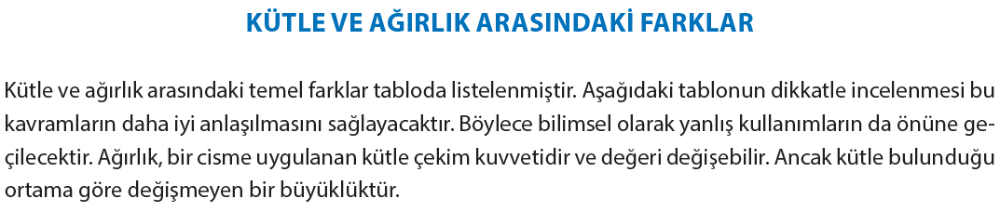 KÜTLE VE AĞIRLIK ARASINDAKİ FARKLAR
Kütle ve ağırlık arasındaki temel farklar tabloda listelenmiştir. Aşağıdaki tablonun dikkatle incelenmesi bu
kavramların daha iyi anlaşılmasını sağlayacaktır. Böylece bilimsel olarak yanlış kullanımların da önüne ge-
çilecektir. Ağırlık, bir cisme uygulanan kütle çekim kuvvetidir ve değeri değişebilir. Ancak kütle bulunduğu
ortama göre değişmeyen bir büyüklüktür.